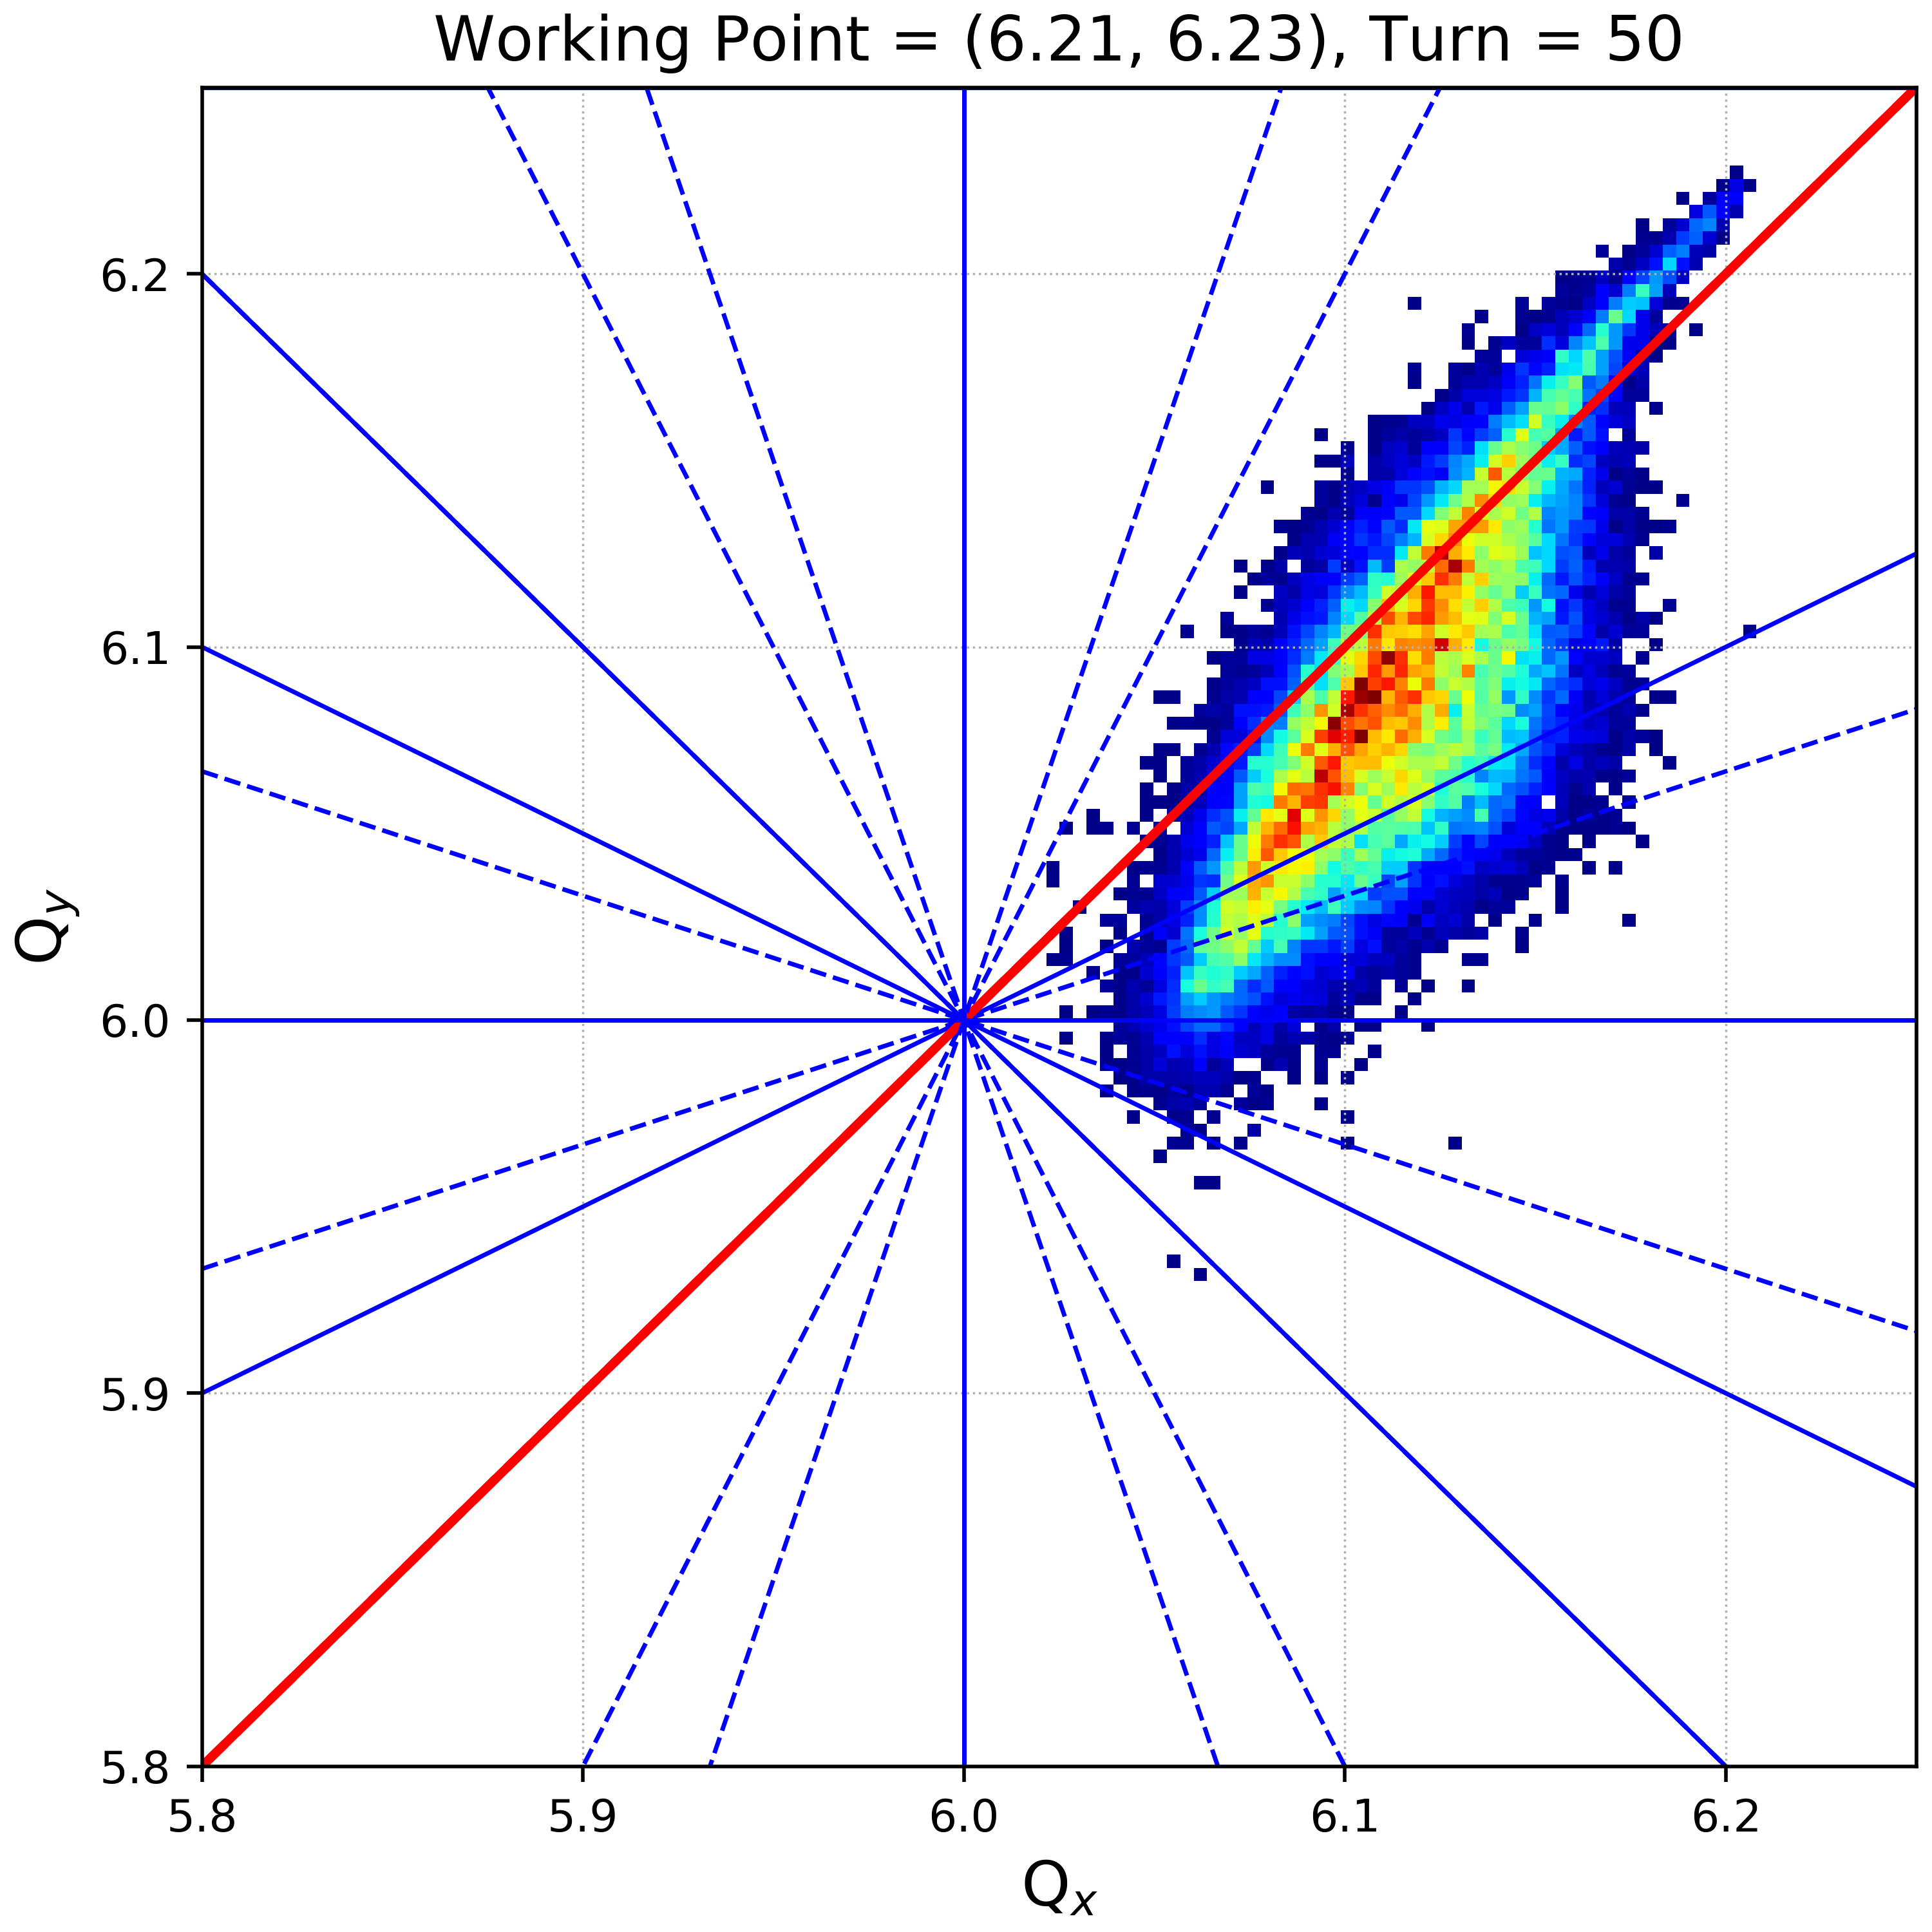 Working Point = (6.21, 6.23), Turn = 50
6.2
6.1
6.0
5.9
5.8
Qy
5.8 5.9 6.0 6.1 6.2
Qx